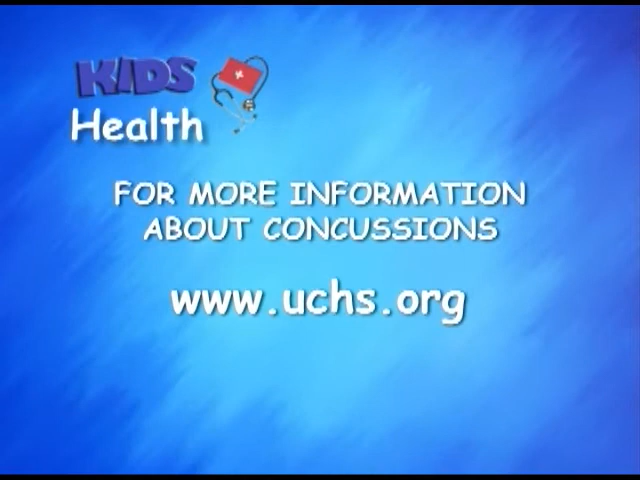 KIDS
Health
FOR MORE INFORMATION
ABOUT CONCUSSIONS
www.uchs.org